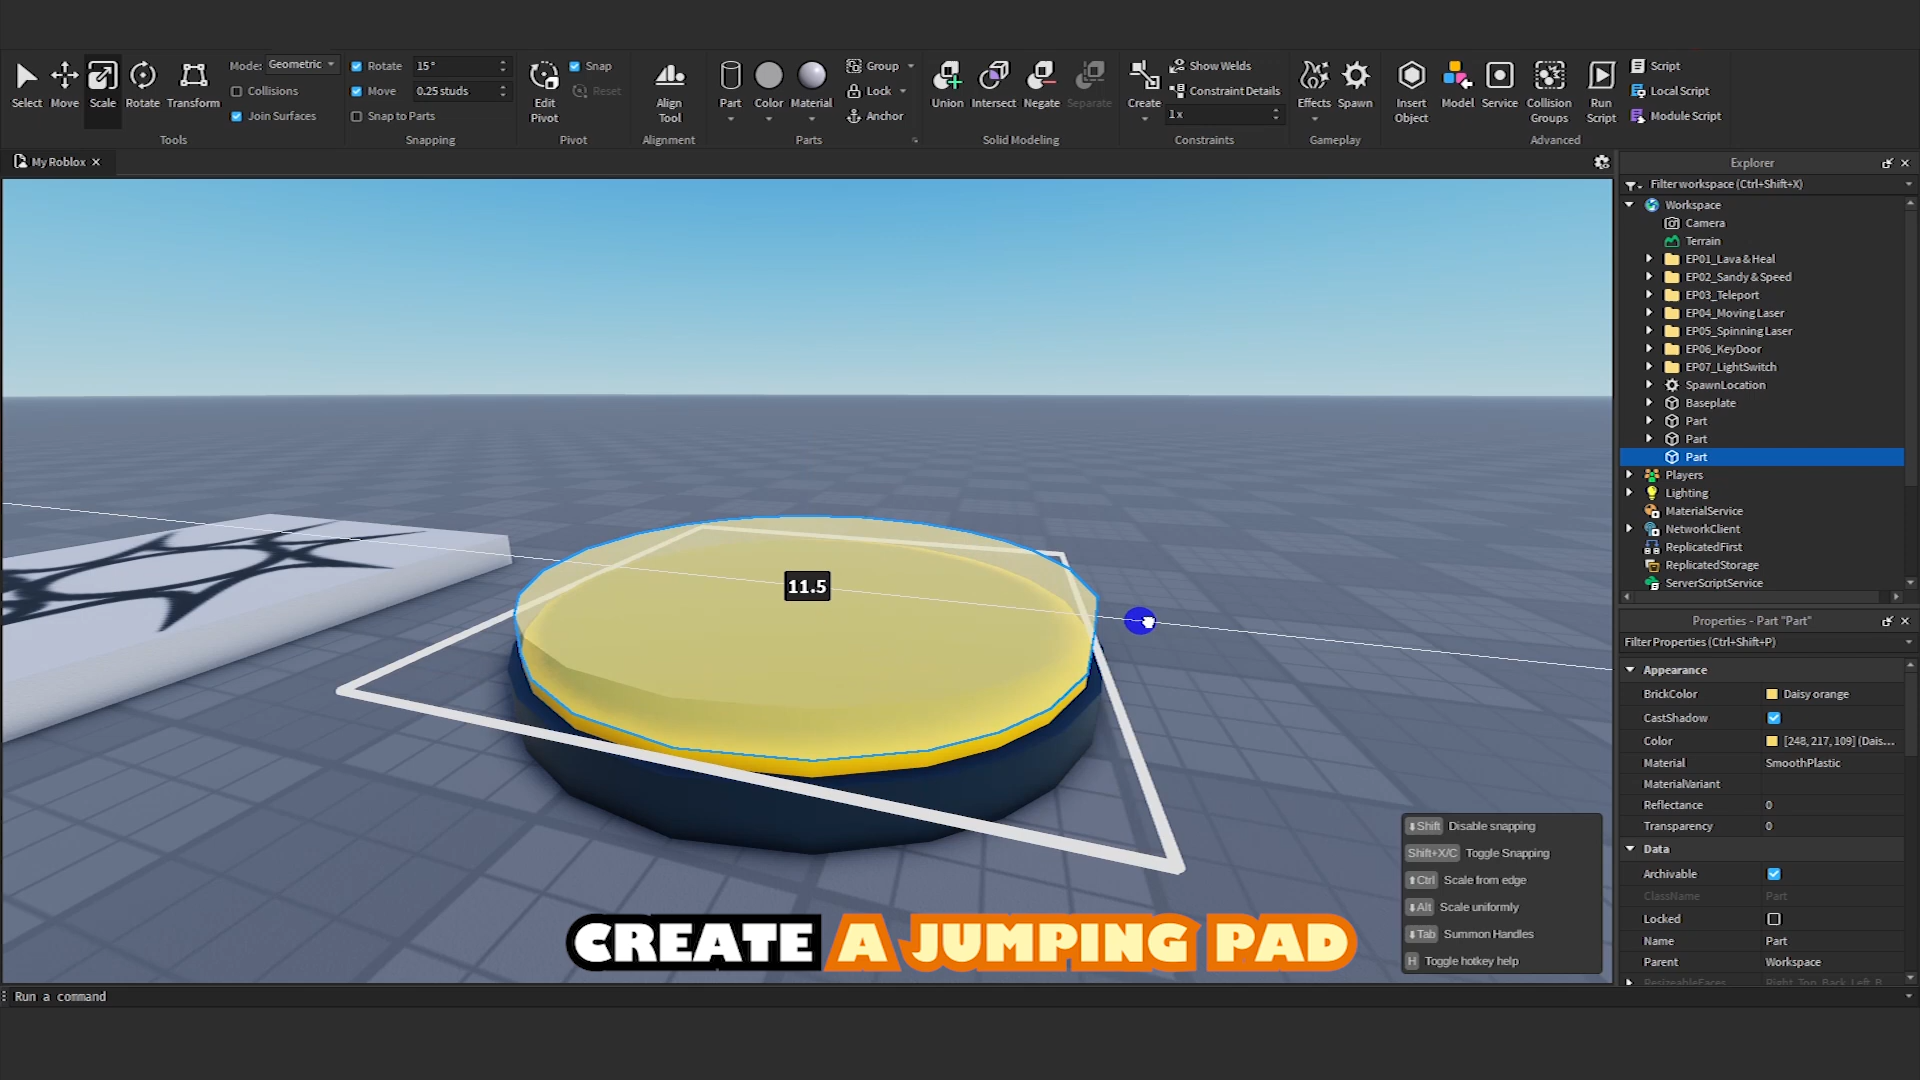 Select
Move
Scale
Rotate
Transform
Mode: Geometric
Collisions
Join Surfaces
Tools
Rotate 15°
Move 0.25 studs
Snap to Parts
Snapping
Edit
Pivot
Snap
Reset
Pivot
Align
Tool
Alignment
Part
Color
Material
Group
Lock
Anchor
Parts
Union
Intersect
Negate
Separate
Solid Modeling
Create
Show Welds
Constraint Details
1x
Constraints
Effects
Spawn
Gameplay
Insert
Object
Model
Service
Collision
Groups
Run
Script
Script
Local Script
Module Script
Advanced
My Roblox
Explorer
Filter workspace (Ctrl+Shift+X)
Workspace
Camera
Terrain
EP01_Lava & Heal
EP02_Sandy & Speed
EP03_Teleport
EP04_Moving Laser
EP05_Spinning Laser
EP06_KeyDoor
EP07_LightSwitch
SpawnLocation
Baseplate
Part
Part
Part
Players
Lighting
MaterialService
NetworkClient
ReplicatedFirst
ReplicatedStorage
ServerScriptService
Properties - Part "Part"
Filter Properties (Ctrl+Shift+P)
Appearance
BrickColor Daisy orange
CastShadow
Color [248, 217, 109] (Dais...
Material SmoothPlastic
MaterialVariant
Reflectance 0
Transparency 0
Data
Archivable
ClassName Part
Locked
Name Part
Parent Workspace
ResizeableFaces Right, Top, Back, Left, B
11.5
Shift Disable snapping
Shift+X/C Toggle Snapping
Ctrl Scale from edge
Alt Scale uniformly
Tab Summon Handles
H Toggle hotkey help
CREATE A JUMPING PAD
Run a command